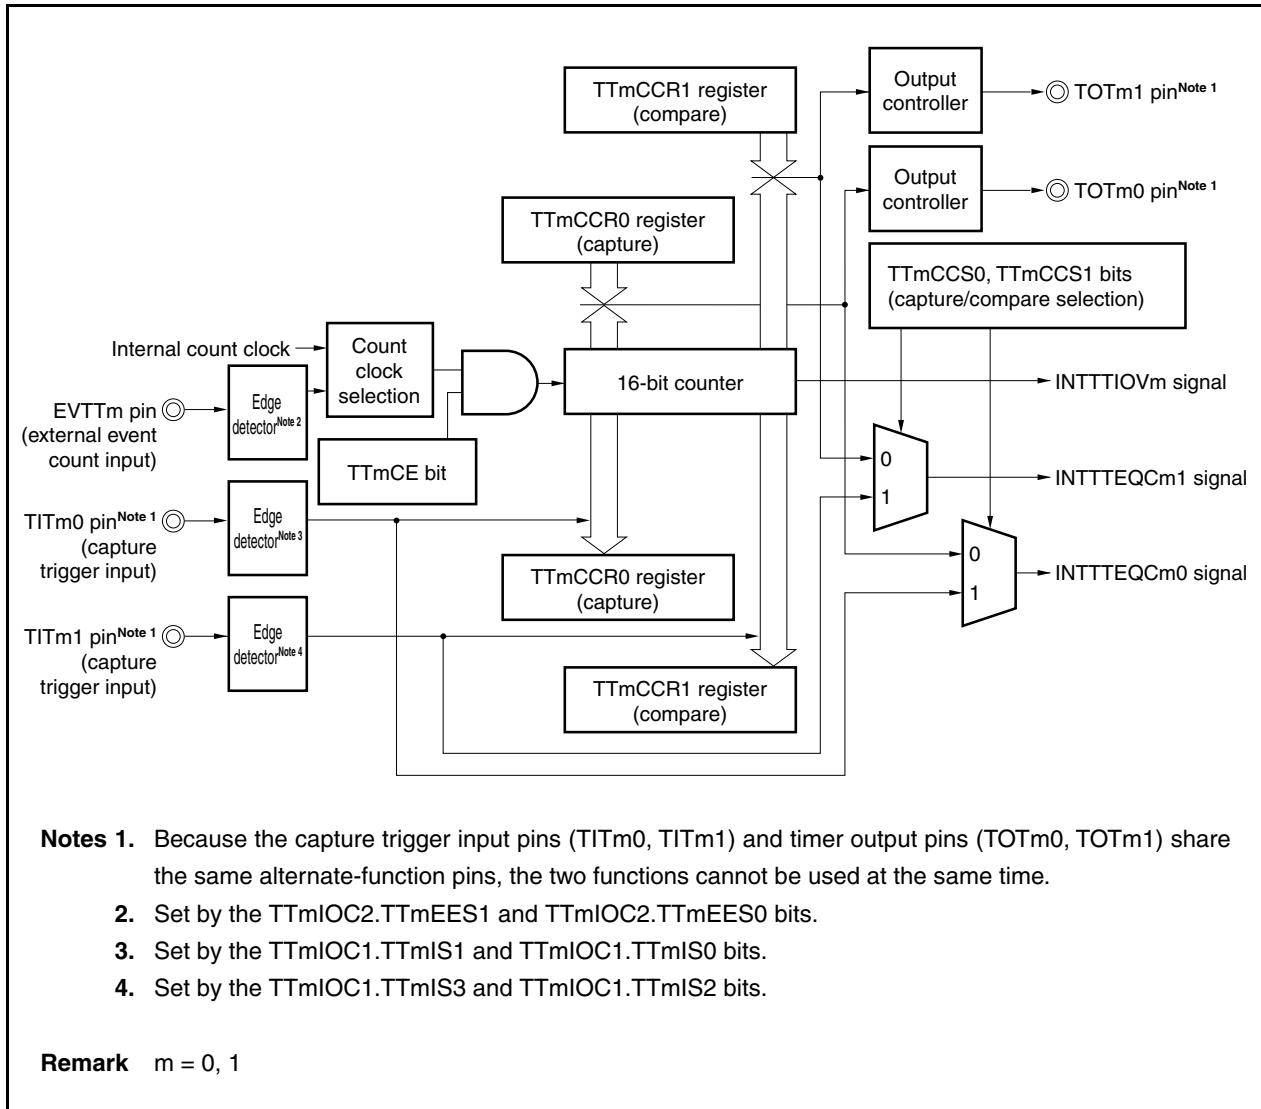 TTmCCR1 register
(compare)
Output
controller
TOTm1 pinNote 1
Output
controller
TOTm0 pinNote 1
TTmCCR0 register
(capture)
TTmCCS0, TTmCCS1 bits
(capture/compare selection)
Internal count clock
Count
clock
selection
16-bit counter
INTTTIOVm signal
EVTTm pin
(external event
count input)
Edge
detectorNote 2
TTmCE bit
0
1
INTTTEQCm1 signal
TITm0 pinNote 1
(capture
trigger input)
Edge
detectorNote 3
0
1
INTTTEQCm0 signal
TTmCCR0 register
(capture)
TITm1 pinNote 1
(capture
trigger input)
Edge
detectorNote 4
TTmCCR1 register
(compare)
Notes 1. Because the capture trigger input pins (TITm0, TITm1) and timer output pins (TOTm0, TOTm1) share
the same alternate-function pins, the two functions cannot be used at the same time.
2. Set by the TTmIOC2.TTmEES1 and TTmIOC2.TTmEES0 bits.
3. Set by the TTmIOC1.TTmIS1 and TTmIOC1.TTmIS0 bits.
4. Set by the TTmIOC1.TTmIS3 and TTmIOC1.TTmIS2 bits.
Remark m = 0, 1